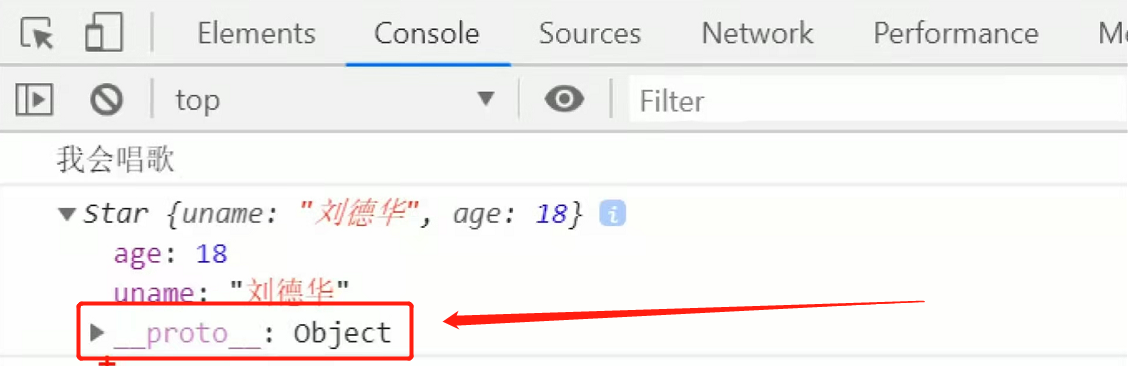 Elements Console Sources Network Performance M
top Filter
我会唱歌
Star {uname: "刘德华", age: 18} i
age: 18
uname: "刘德华"
__proto__: Object